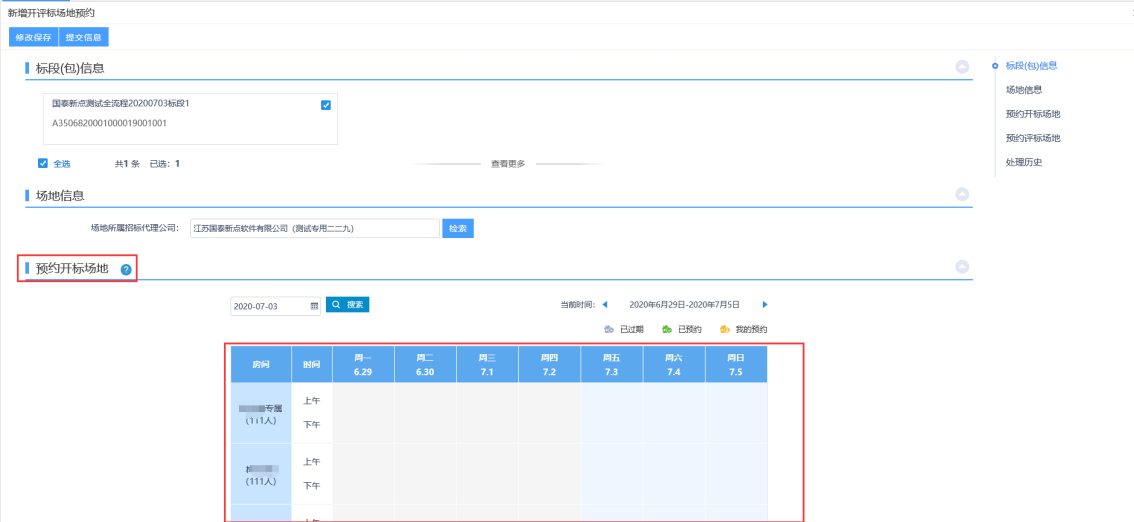 新增开评标场地预约
修改保存 提交信息
标段(包)信息
国泰新点测试全流程20200703标段1
A3506820001000019001001
全选 共1 条 已选：1 查看更多
标段(包)信息
场地信息
预约开标场地
预约评标场地
处理历史
场地信息
场地所属招标代理公司： 江苏国泰新点软件有限公司（测试专用二二九） 检索
预约开标场地 ?
2020-07-03 搜索 当前时间： 2020年6月29日-2020年7月5日
已过期 已预约 我的预约
房间 时间 周一 周二 周三 周四 周五 周六 周日
6.29 6.30 7.1 7.2 7.3 7.4 7.5
专属 上午
(111人) 下午
上午
(111人) 下午
上午